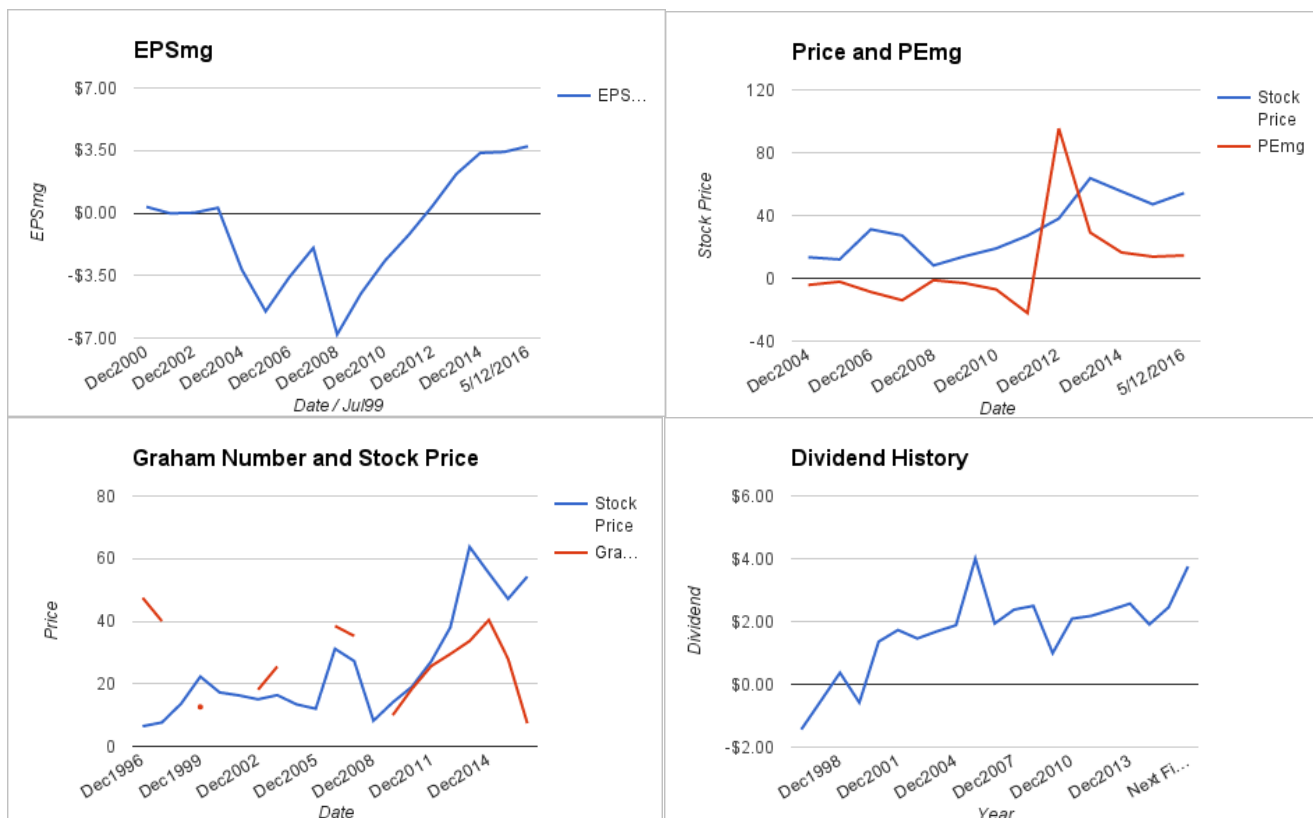 EPSmg
$7.00
$3.50
$0.00
-$3.50
-$7.00
EPSmg
Dec2000
Dec2002
Dec2004
Dec2006
Dec2008
Dec2010
Dec2012
Dec2014
5/12/2016
Date / Jul99
EPS...
Price and PEmg
120
80
40
0
-40
Stock Price
Dec2004
Dec2006
Dec2008
Dec2010
Dec2012
Dec2014
5/12/2016
Date
Stock
Price
PEmg
Graham Number and Stock Price
80
60
40
20
0
Price
Dec1996
Dec1999
Dec2002
Dec2005
Dec2008
Dec2011
Dec2014
Date
Stock
Price
Gra...
Dividend History
$6.00
$4.00
$2.00
$0.00
-$2.00
Dividend
Dec1998
Dec2001
Dec2004
Dec2007
Dec2010
Dec2013
Next Fi...
Year